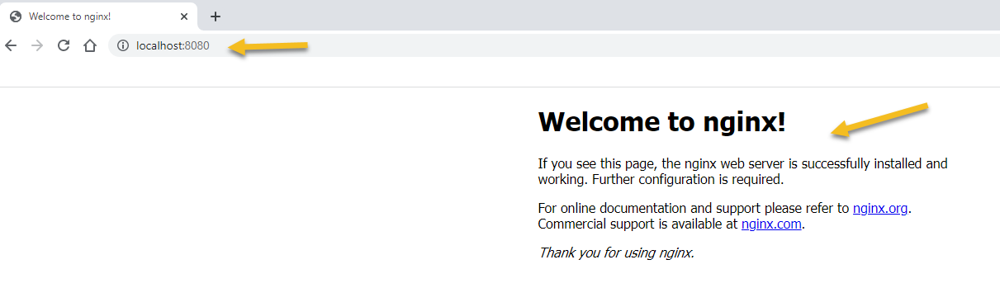 Welcome to nginx!
localhost:8080
Welcome to nginx!
If you see this page, the nginx web server is successfully installed and
working. Further configuration is required.
For online documentation and support please refer to nginx.org.
Commercial support is available at nginx.com.
Thank you for using nginx.